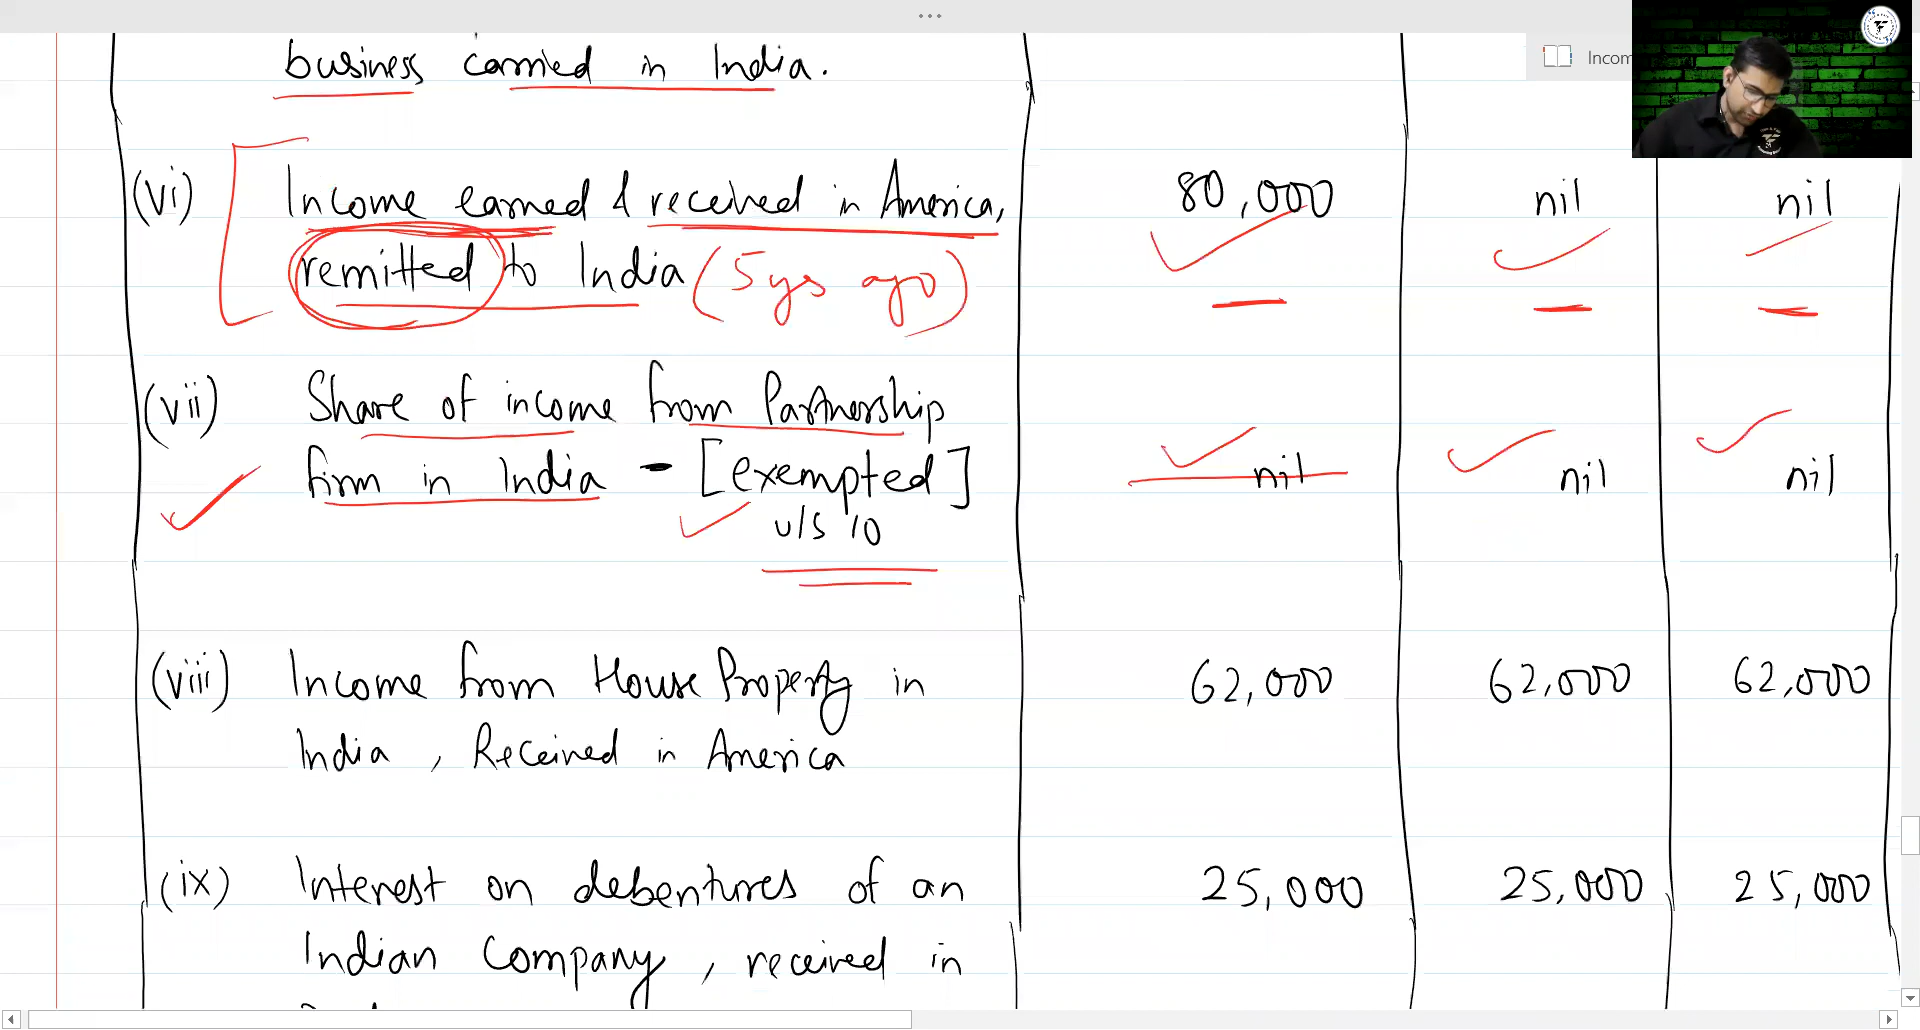 Incom
business carried in India.
(vi) Income earned & received in America, 80,000 nil nil
remitted to India (5 ys ago)
(vii) Share of income from Partnership
firm in India - [exempted] nil nil nil
u/s 10
(viii) Income from House Property in 62,000 62,000 62,000
India, Received in America
(ix) Interest on debentures of an 25,000 25,000 25,000
Indian Company, received in